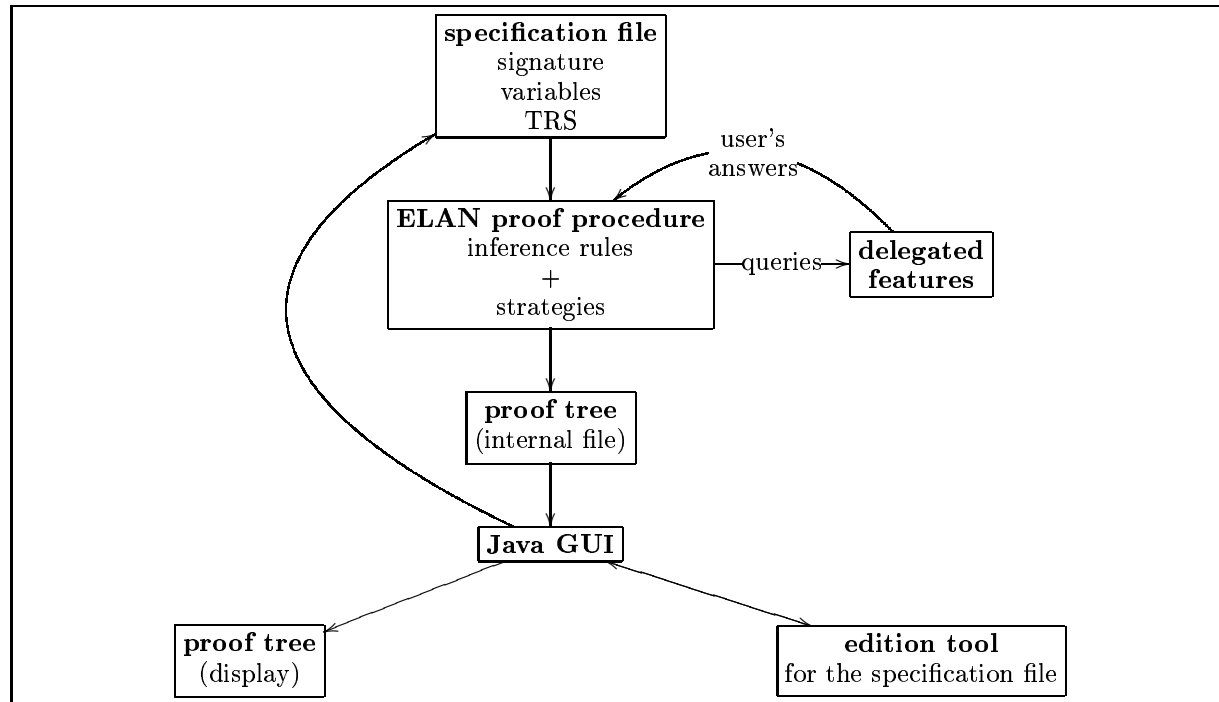 specification file
signature
variables
TRS
user's
answers
ELAN proof procedure
inference rules
+
strategies
queries
delegated
features
proof tree
(internal file)
Java GUI
proof tree
(display)
edition tool
for the specification file